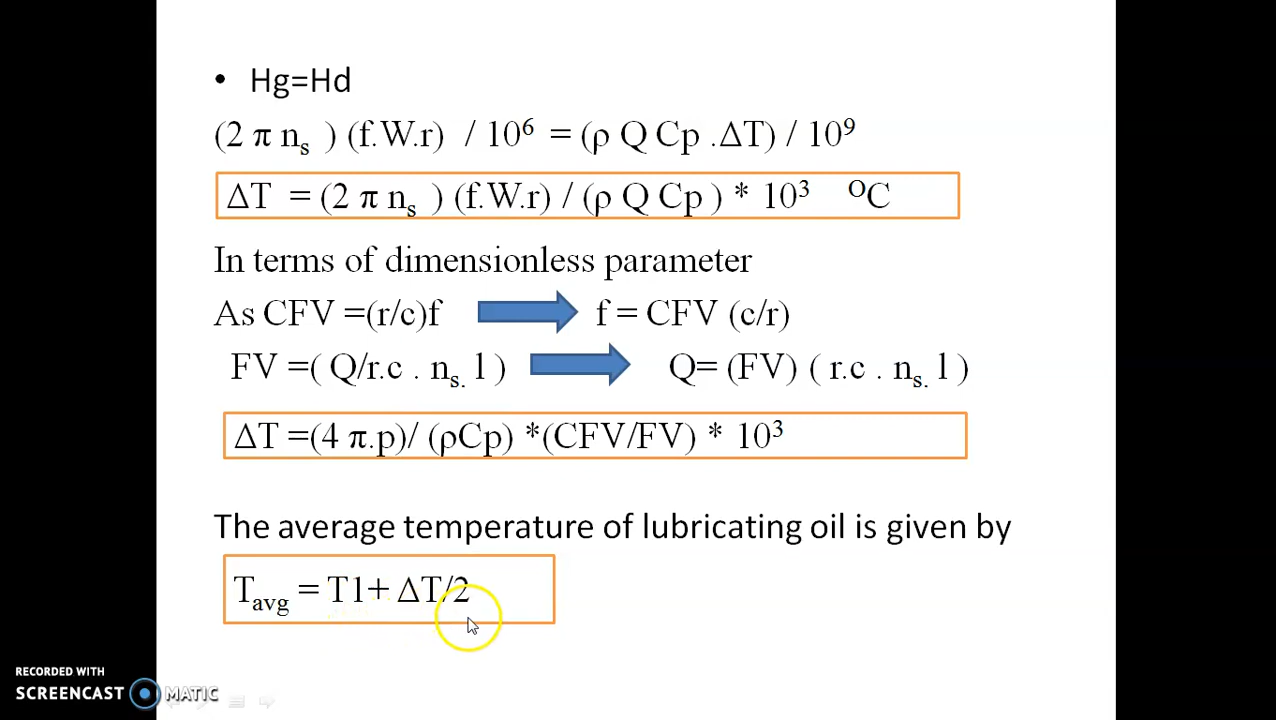 • Hg=Hd
(2 π nₛ ) (f.W.r) / 10⁶ = (ρ Q Cp .ΔT) / 10⁹
ΔT = (2 π nₛ ) (f.W.r) / (ρ Q Cp ) * 10³ ᴼC
In terms of dimensionless parameter
As CFV =(r/c)f f = CFV (c/r)
FV =( Q/r.c . nₛ. l ) Q= (FV) ( r.c . nₛ. l )
ΔT =(4 π.p)/ (ρCp) *(CFV/FV) * 10³
The average temperature of lubricating oil is given by
Tavg = T1+ ΔT/2
RECORDED WITH
SCREENCAST MATIC